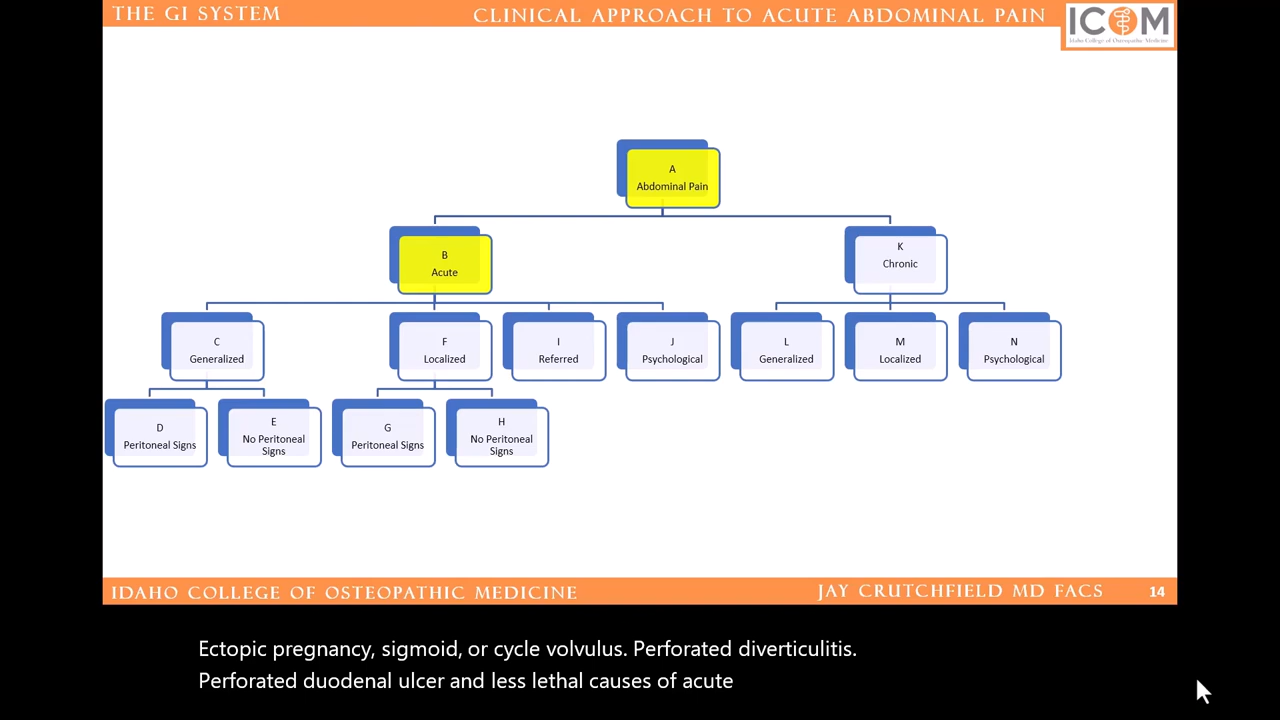 THE GI SYSTEM
CLINICAL APPROACH TO ACUTE ABDOMINAL PAIN
ICOM
Idaho College of Osteopathic Medicine
A
Abdominal Pain
B
Acute
K
Chronic
C
Generalized
F
Localized
I
Referred
J
Psychological
L
Generalized
M
Localized
N
Psychological
D
Peritoneal Signs
E
No Peritoneal
Signs
G
Peritoneal Signs
H
No Peritoneal
Signs
IDAHO COLLEGE OF OSTEOPATHIC MEDICINE
JAY CRUTCHFIELD MD FACS
14
Ectopic pregnancy, sigmoid, or cycle volvulus. Perforated diverticulitis.
Perforated duodenal ulcer and less lethal causes of acute